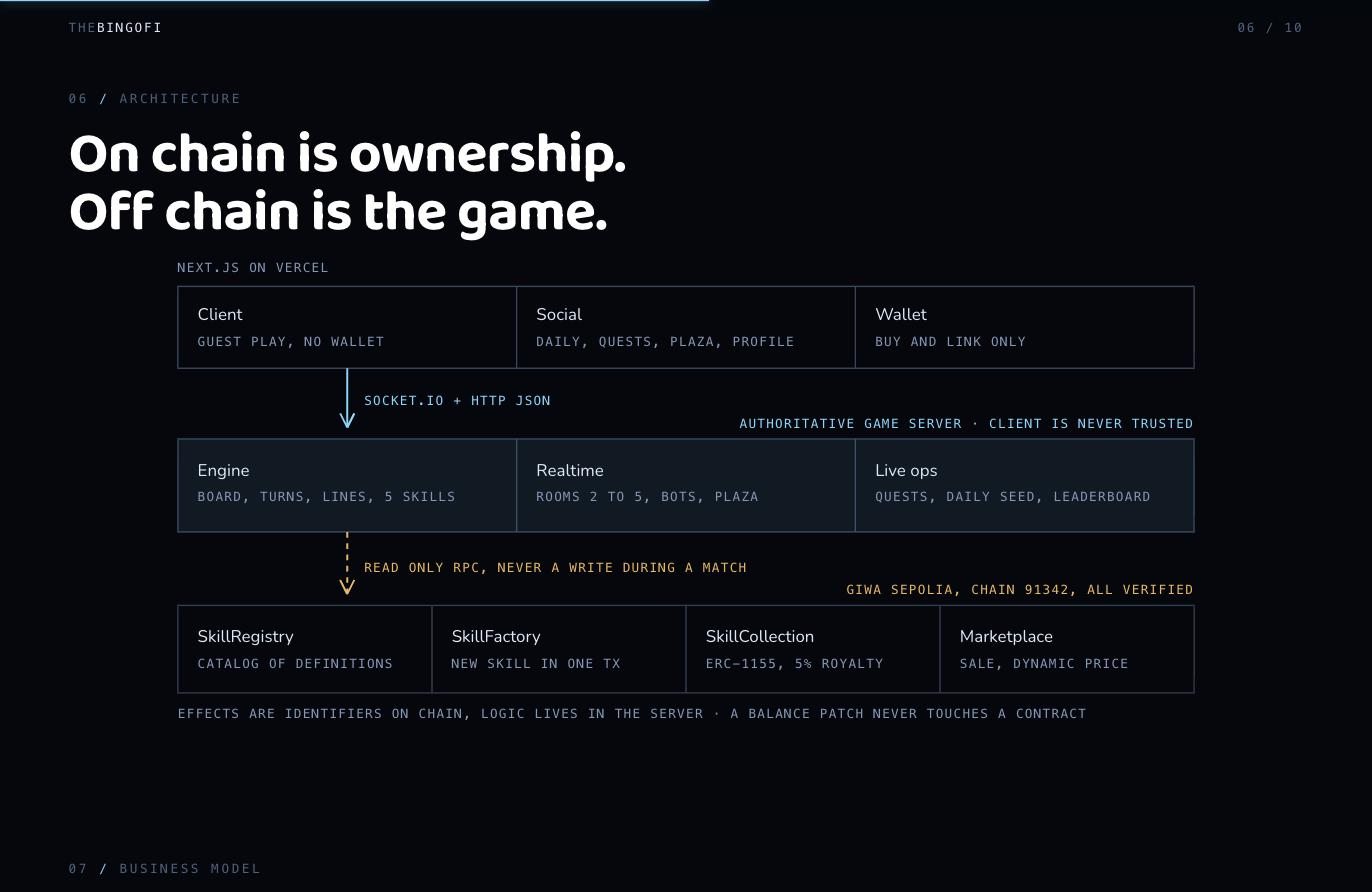 THEBINGOFI
06 / 10
06 / ARCHITECTURE
On chain is ownership.
Off chain is the game.
NEXT.JS ON VERCEL
Client
GUEST PLAY, NO WALLET
Social
DAILY, QUESTS, PLAZA, PROFILE
Wallet
BUY AND LINK ONLY
SOCKET.IO + HTTP JSON
AUTHORITATIVE GAME SERVER · CLIENT IS NEVER TRUSTED
Engine
BOARD, TURNS, LINES, 5 SKILLS
Realtime
ROOMS 2 TO 5, BOTS, PLAZA
Live ops
QUESTS, DAILY SEED, LEADERBOARD
READ ONLY RPC, NEVER A WRITE DURING A MATCH
GIWA SEPOLIA, CHAIN 91342, ALL VERIFIED
SkillRegistry
CATALOG OF DEFINITIONS
SkillFactory
NEW SKILL IN ONE TX
SkillCollection
ERC-1155, 5% ROYALTY
Marketplace
SALE, DYNAMIC PRICE
EFFECTS ARE IDENTIFIERS ON CHAIN, LOGIC LIVES IN THE SERVER · A BALANCE PATCH NEVER TOUCHES A CONTRACT
07 / BUSINESS MODEL